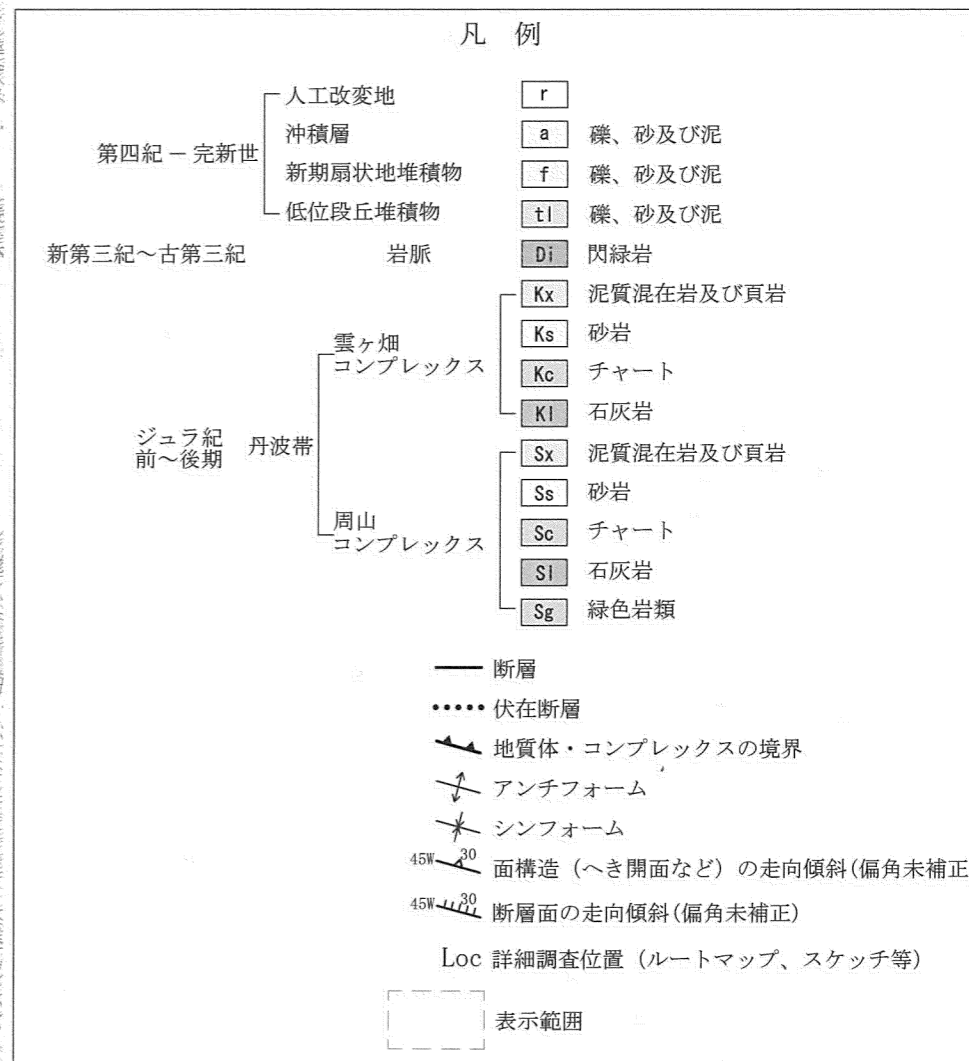 凡 例
人工改変地 r
沖積層 a 礫、砂及び泥
第四紀－完新世
新期扇状地堆積物 f 礫、砂及び泥
低位段丘堆積物 tl 礫、砂及び泥
新第三紀～古第三紀 岩脈 Di 閃緑岩
Kx 泥質混在岩及び頁岩
雲ヶ畑
コンプレックス
Ks 砂岩
Kc チャート
Kl 石灰岩
ジュラ紀
前～後期
丹波帯
Sx 泥質混在岩及び頁岩
Ss 砂岩
周山
コンプレックス
Sc チャート
Sl 石灰岩
Sg 緑色岩類
断層
伏在断層
地質体・コンプレックスの境界
アンチフォーム
シンフォーム
45W 30 面構造（へき開面など）の走向傾斜(偏角未補正
45W 30 断層面の走向傾斜(偏角未補正)
Loc 詳細調査位置（ルートマップ、スケッチ等）
表示範囲